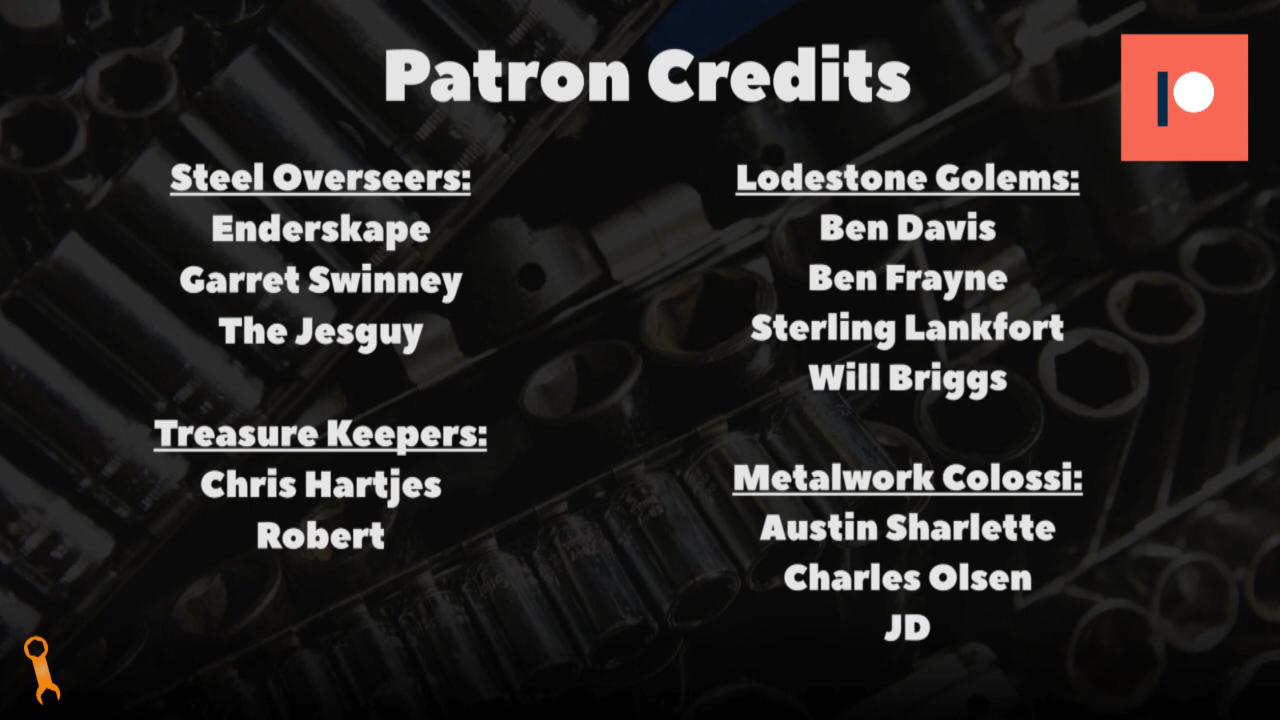 Patron Credits
Steel Overseers:
Enderskape
Garret Swinney
The Jesguy
Treasure Keepers:
Chris Hartjes
Robert
Lodestone Golems:
Ben Davis
Ben Frayne
Sterling Lankfort
Will Briggs
Metalwork Colossi:
Austin Sharlette
Charles Olsen
JD